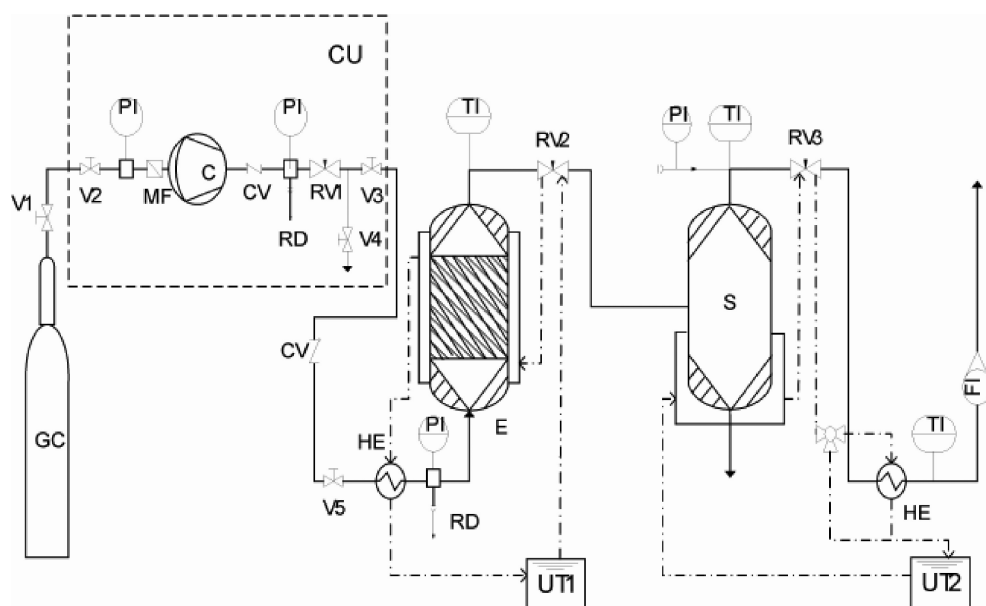 CU
PI
PI
TI
PI
TI
RV2
RV3
V1
V2
MF
C
CV
RV1
V3
RD
V4
S
CV
GC
HE
PI
E
FI
TI
V5
RD
HE
UT1
UT2